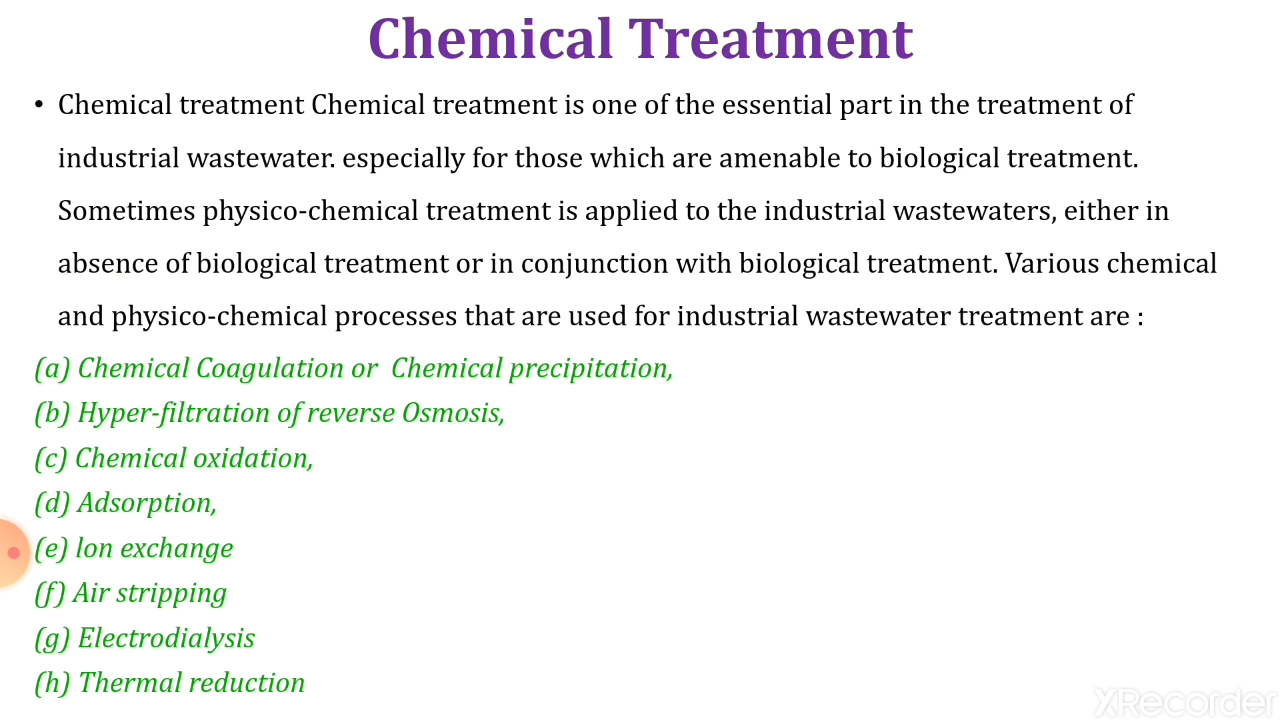 Chemical Treatment
• Chemical treatment Chemical treatment is one of the essential part in the treatment of
industrial wastewater. especially for those which are amenable to biological treatment.
Sometimes physico-chemical treatment is applied to the industrial wastewaters, either in
absence of biological treatment or in conjunction with biological treatment. Various chemical
and physico-chemical processes that are used for industrial wastewater treatment are :
(a) Chemical Coagulation or  Chemical precipitation,
(b) Hyper-filtration of reverse Osmosis,
(c) Chemical oxidation,
(d) Adsorption,
(e) lon exchange
(f) Air stripping
(g) Electrodialysis
(h) Thermal reduction
XRecorder